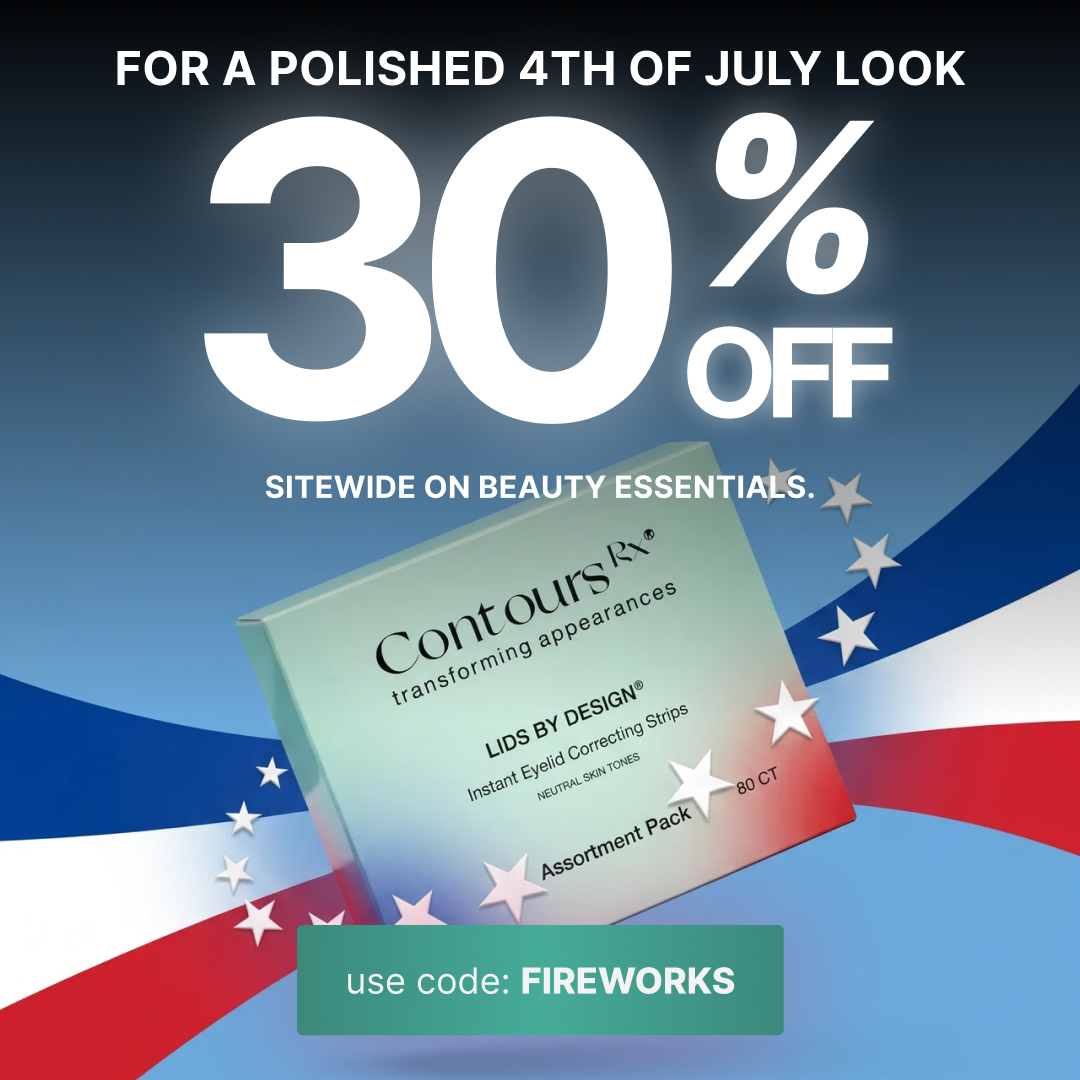 FOR A POLISHED 4TH OF JULY LOOK
30%
OFF
SITEWIDE ON BEAUTY ESSENTIALS.
Contours Rx®
transforming appearances
LIDS BY DESIGN®
Instant Eyelid Correcting Strips
NEUTRAL SKIN TONES
Assortment Pack
80 CT
use code: FIREWORKS